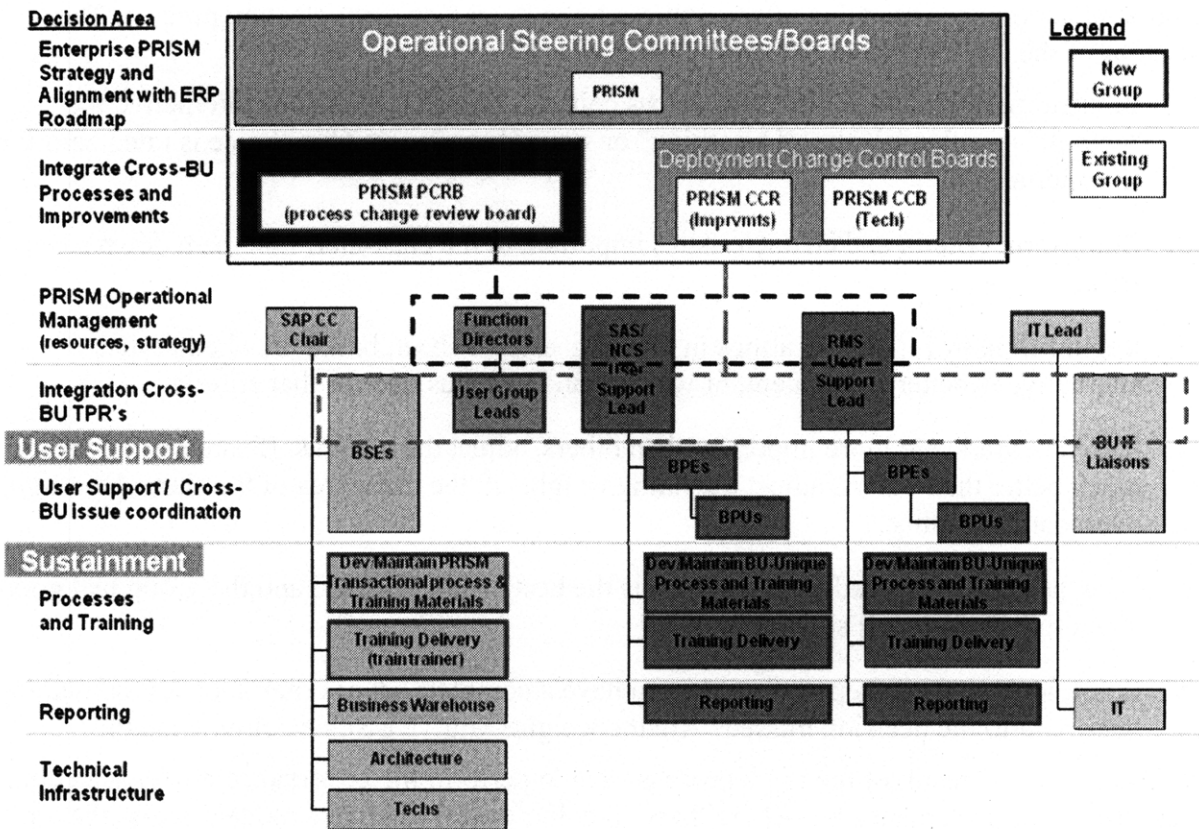 Decision Area
Enterprise PRISM
Strategy and
Alignment with ERP
Roadmap
Operational Steering Committees/Boards
PRISM
Legend
New
Group
Existing
Group
Integrate Cross-BU
Processes and
Improvements
PRISM PCRB
(process change review board)
Deployment Change Control Boards
PRISM CCR
(Imprvmts)
PRISM CCB
(Tech)
PRISM Operational
Management
(resources, strategy)
SAP CC
Chair
Function
Directors
SAS/
NCS
User
Support
Lead
RMS
User
Support
Lead
IT Lead
Integration Cross-
BU TPR's
User Group
Leads
User Support
BSEs
BU IT
Liaisons
User Support / Cross-
BU issue coordination
BPEs
BPUs
BPEs
BPUs
Sustainment
Processes
and Training
Dev/Maintain PRISM
Transactional process &
Training Materials
Dev/Maintain BU-Unique
Process and Training
Materials
Dev/Maintain BU-Unique
Process and Training
Materials
Training Delivery
(train trainer)
Training Delivery
Training Delivery
Reporting
Business Warehouse
Reporting
Reporting
IT
Technical
Infrastructure
Architecture
Techs